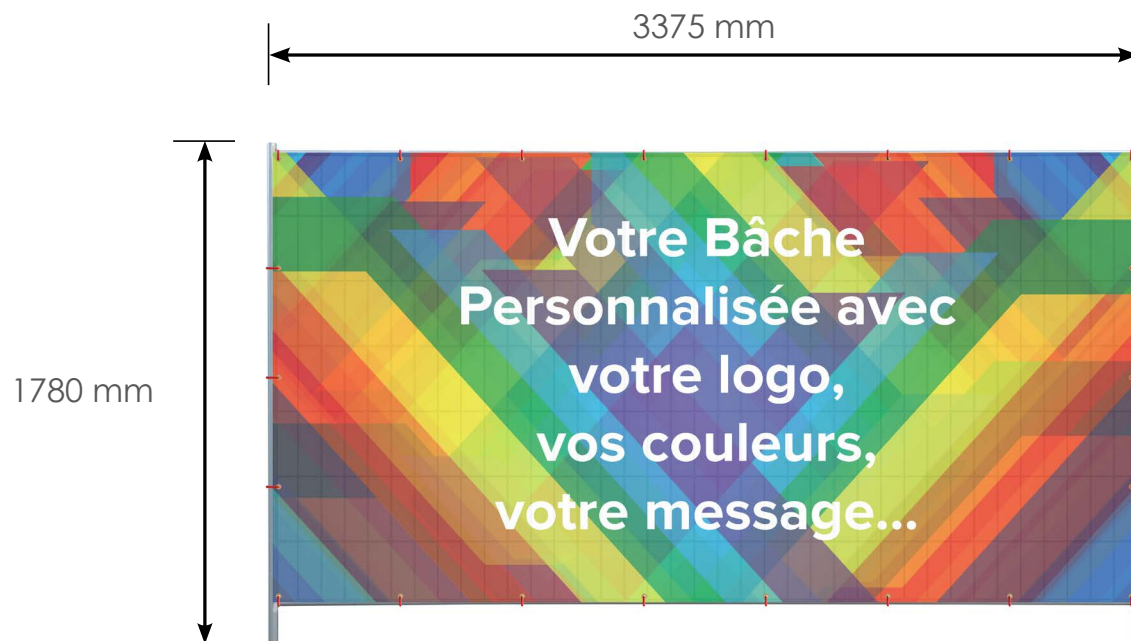 3375 mm
1780 mm
Votre Bâche
Personnalisée avec
votre logo,
vos couleurs,
votre message...